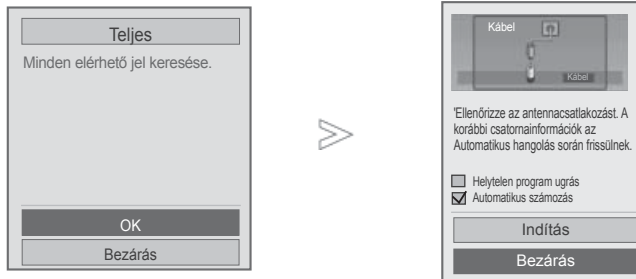 Teljes
Minden elérhető jel keresése.
OK
Bezárás
Kábel
Kábel
'Ellenőrizze az antennacsatlakozást. A
korábbi csatornainformációk az
Automatikus hangolás során frissülnek.
Helytelen program ugrás
Automatikus számozás
Indítás
Bezárás